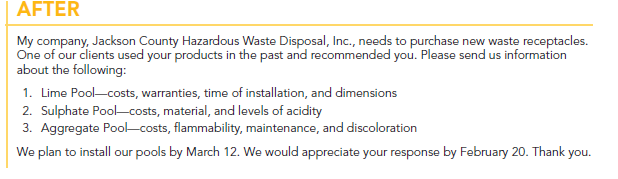 AFTER
My company, Jackson County Hazardous Waste Disposal, Inc., needs to purchase new waste receptacles.
One of our clients used your products in the past and recommended you. Please send us information
about the following:
1. Lime Pool—costs, warranties, time of installation, and dimensions
2. Sulphate Pool—costs, material, and levels of acidity
3. Aggregate Pool—costs, flammability, maintenance, and discoloration
We plan to install our pools by March 12. We would appreciate your response by February 20. Thank you.